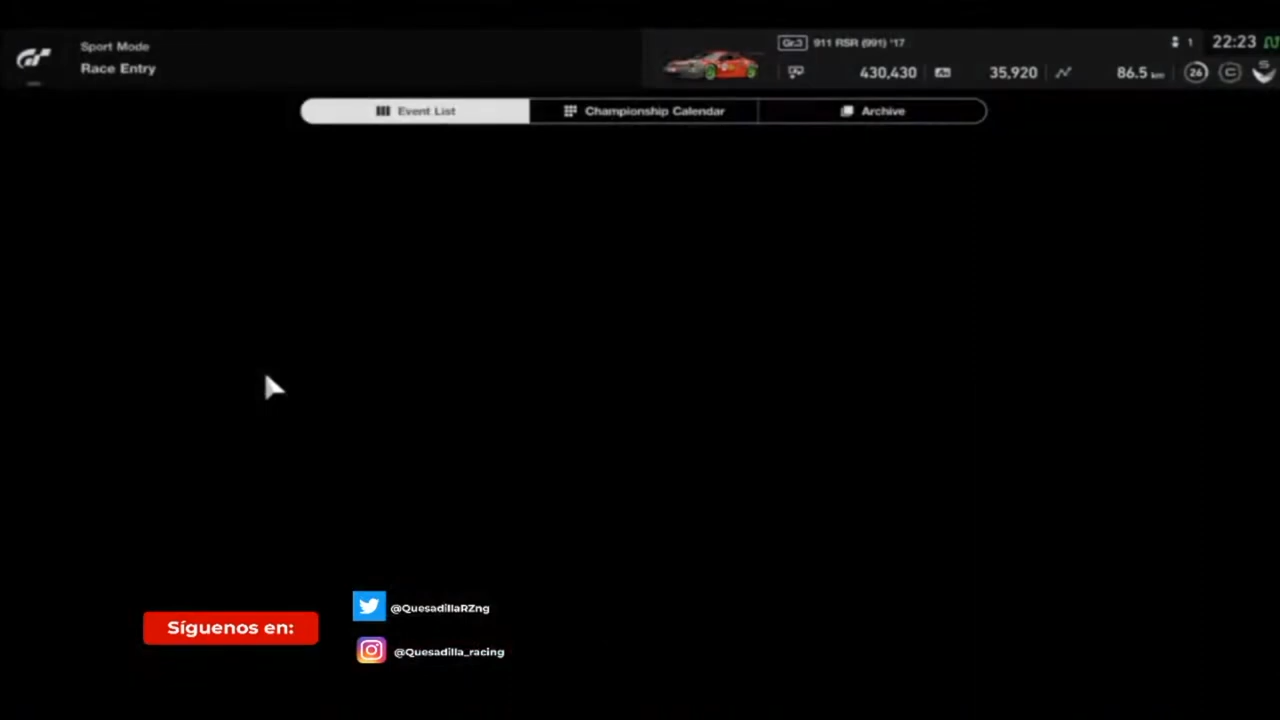 Sport Mode
Race Entry
Gr.3 911 RSR (991) '17
1 22:23
430,430 35,920 86.5 km 26 C S
Event List Championship Calendar Archive
Síguenos en:
@QuesadillaRZng
@Quesadilla_racing